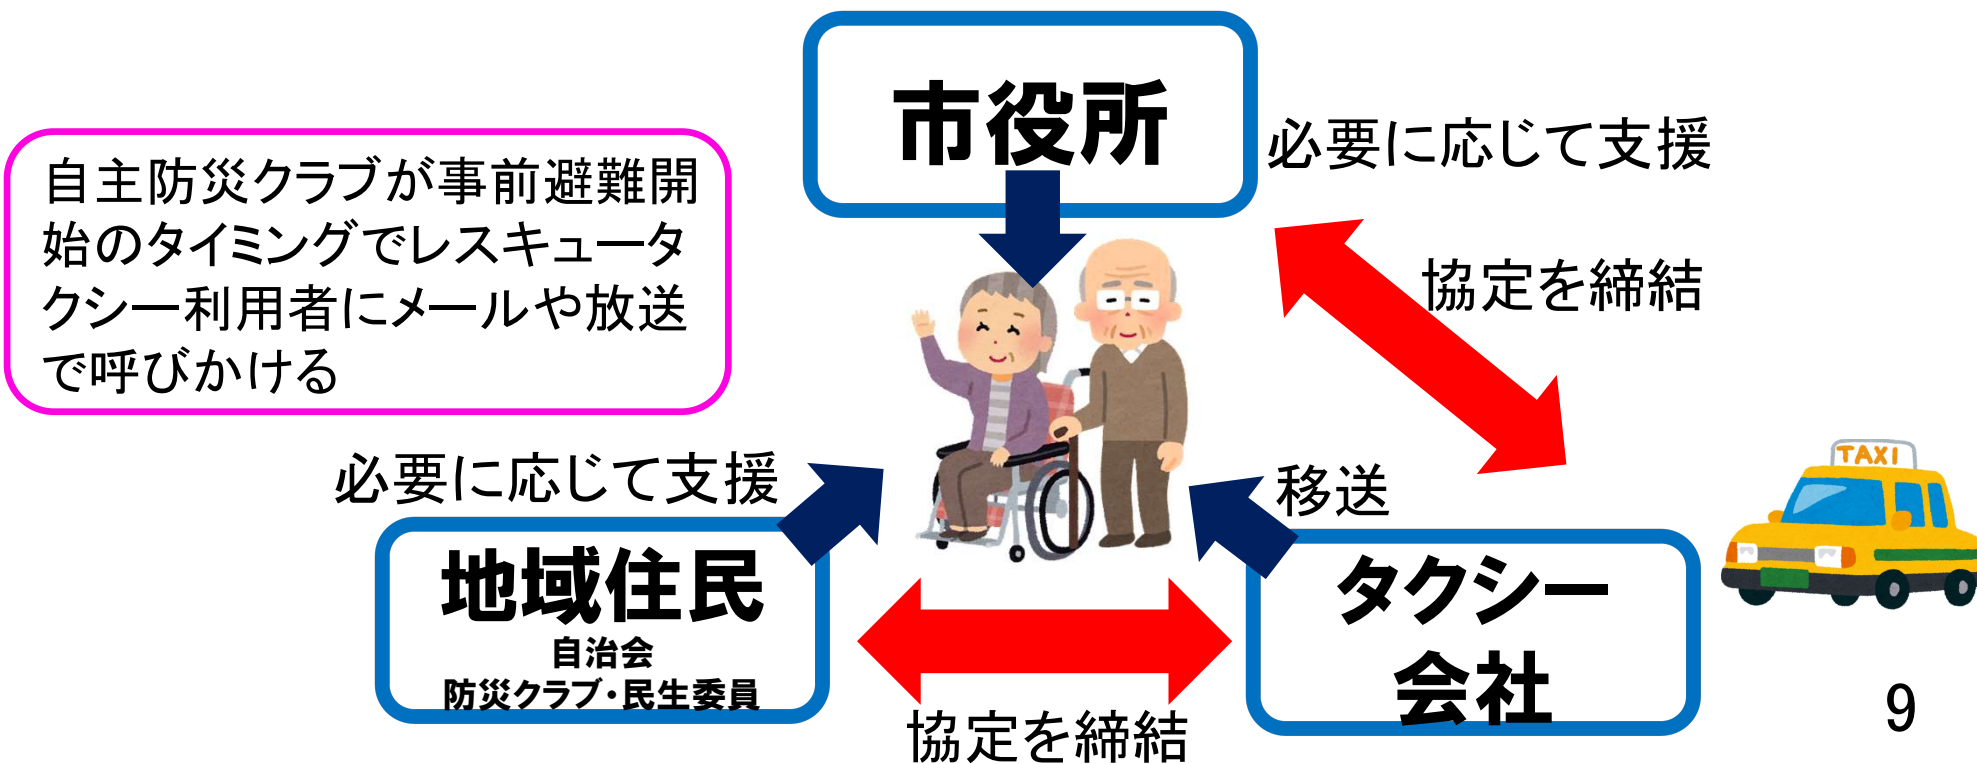 市役所
必要に応じて支援
自主防災クラブが事前避難開
始のタイミングでレスキュータ
クシー利用者にメールや放送
で呼びかける
協定を締結
TAXI
必要に応じて支援
移送
地域住民
自治会
防災クラブ・民生委員
タクシー
会社
協定を締結
9